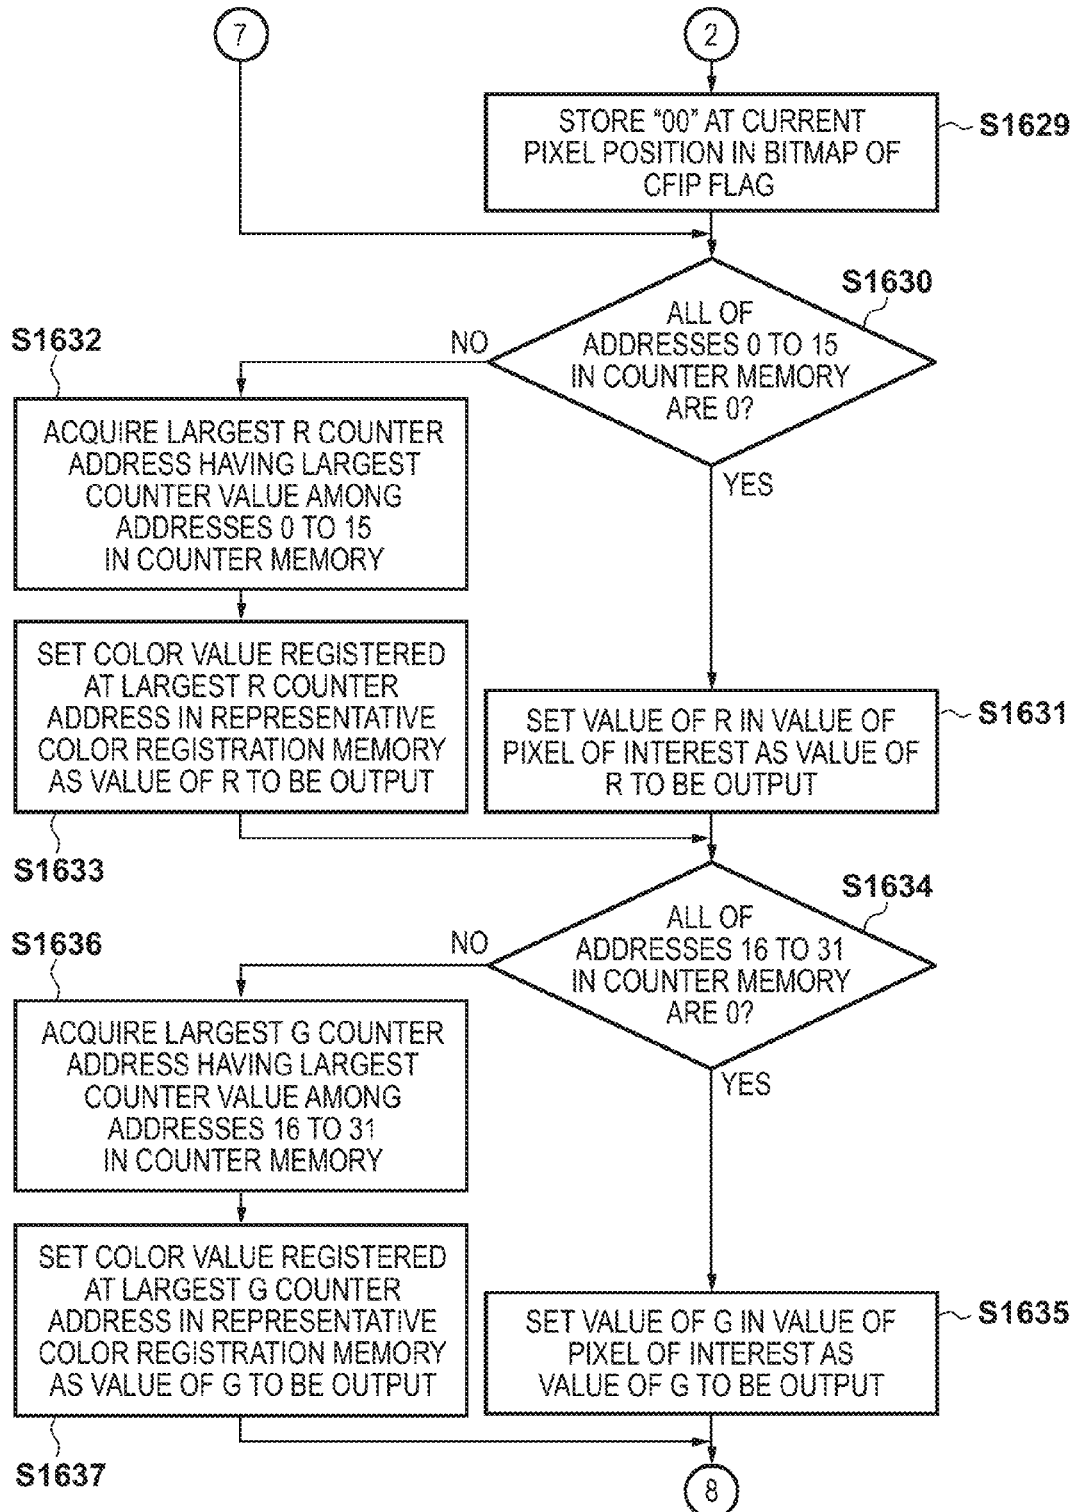 7
2
STORE "00" AT CURRENT
PIXEL POSITION IN BITMAP OF
CFIP FLAG
S1629
S1630
ALL OF
ADDRESSES 0 TO 15
IN COUNTER MEMORY
ARE 0?
NO
YES
S1632
ACQUIRE LARGEST R COUNTER
ADDRESS HAVING LARGEST
COUNTER VALUE AMONG
ADDRESSES 0 TO 15
IN COUNTER MEMORY
SET COLOR VALUE REGISTERED
AT LARGEST R COUNTER
ADDRESS IN REPRESENTATIVE
COLOR REGISTRATION MEMORY
AS VALUE OF R TO BE OUTPUT
S1633
SET VALUE OF R IN VALUE OF
PIXEL OF INTEREST AS VALUE OF
R TO BE OUTPUT
S1631
S1634
ALL OF
ADDRESSES 16 TO 31
IN COUNTER MEMORY
ARE 0?
NO
YES
S1636
ACQUIRE LARGEST G COUNTER
ADDRESS HAVING LARGEST
COUNTER VALUE AMONG
ADDRESSES 16 TO 31
IN COUNTER MEMORY
SET COLOR VALUE REGISTERED
AT LARGEST G COUNTER
ADDRESS IN REPRESENTATIVE
COLOR REGISTRATION MEMORY
AS VALUE OF G TO BE OUTPUT
S1637
SET VALUE OF G IN VALUE OF
PIXEL OF INTEREST AS
VALUE OF G TO BE OUTPUT
S1635
8